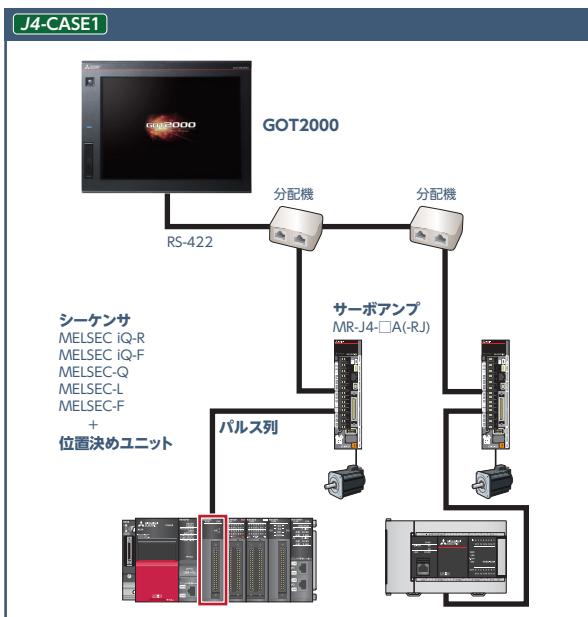 J4-CASE1
GOT2000
GOT2000
分配機
分配機
RS-422
サーボアンプ
MR-J4-□A(-RJ)
シーケンサ
MELSEC iQ-R
MELSEC iQ-F
MELSEC-Q
MELSEC-L
MELSEC-F
+
位置決めユニット
パルス列